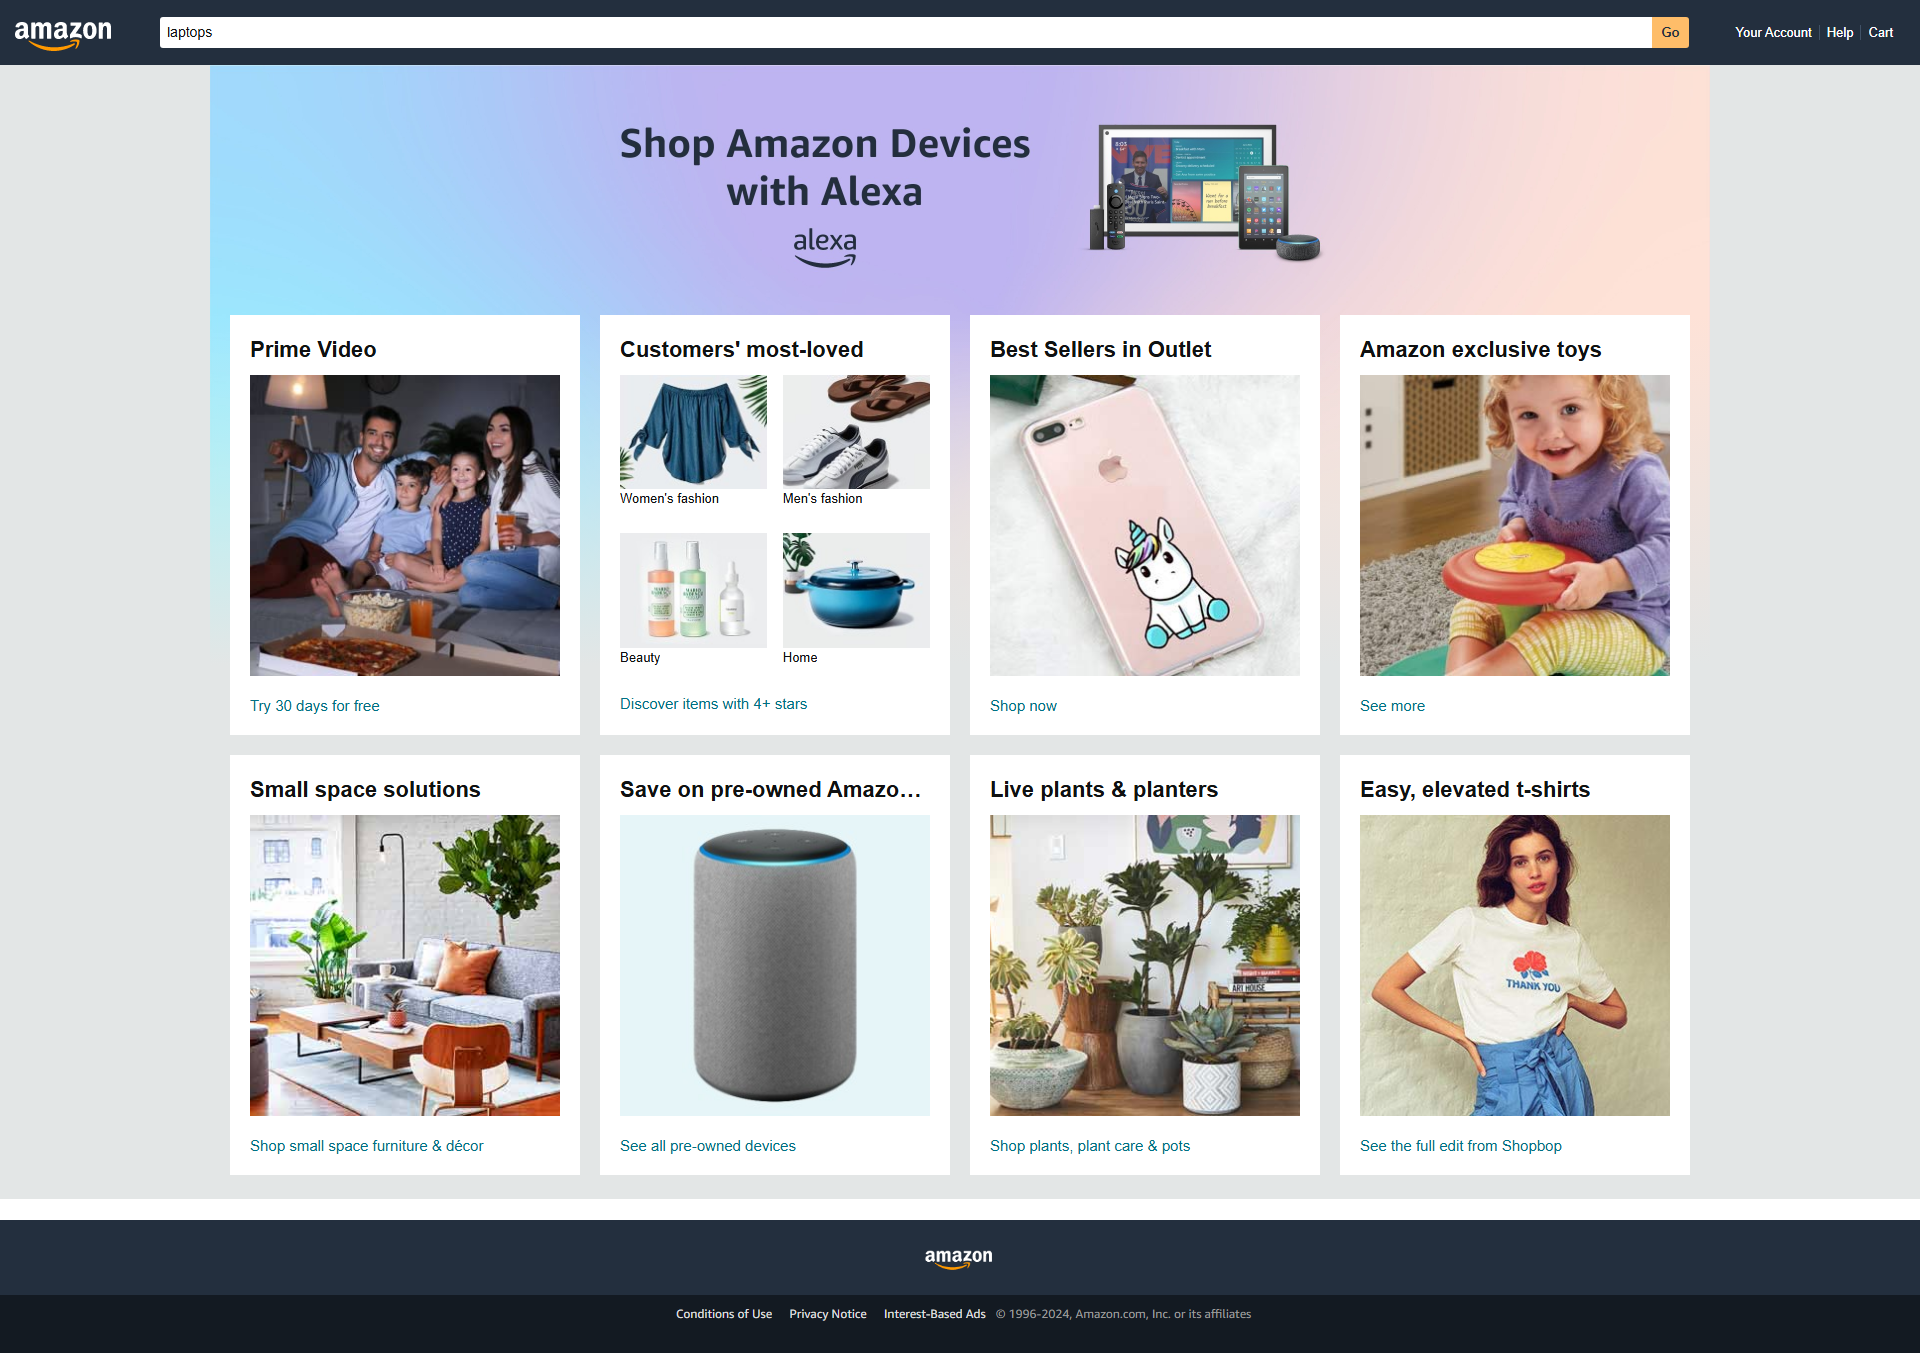 amazon
laptops
Go
Your Account
Help
Cart
Shop Amazon Devices
with Alexa
alexa
Prime Video
Try 30 days for free
Customers' most-loved
Women's fashion
Men's fashion
Beauty
Home
Discover items with 4+ stars
Best Sellers in Outlet
Shop now
Amazon exclusive toys
See more
Small space solutions
Shop small space furniture & décor
Save on pre-owned Amazo…
See all pre-owned devices
Live plants & planters
ART HOUSE
Shop plants, plant care & pots
Easy, elevated t-shirts
THANK YOU
See the full edit from Shopbop
amazon
Conditions of Use
Privacy Notice
Interest-Based Ads
© 1996-2024, Amazon.com, Inc. or its affiliates